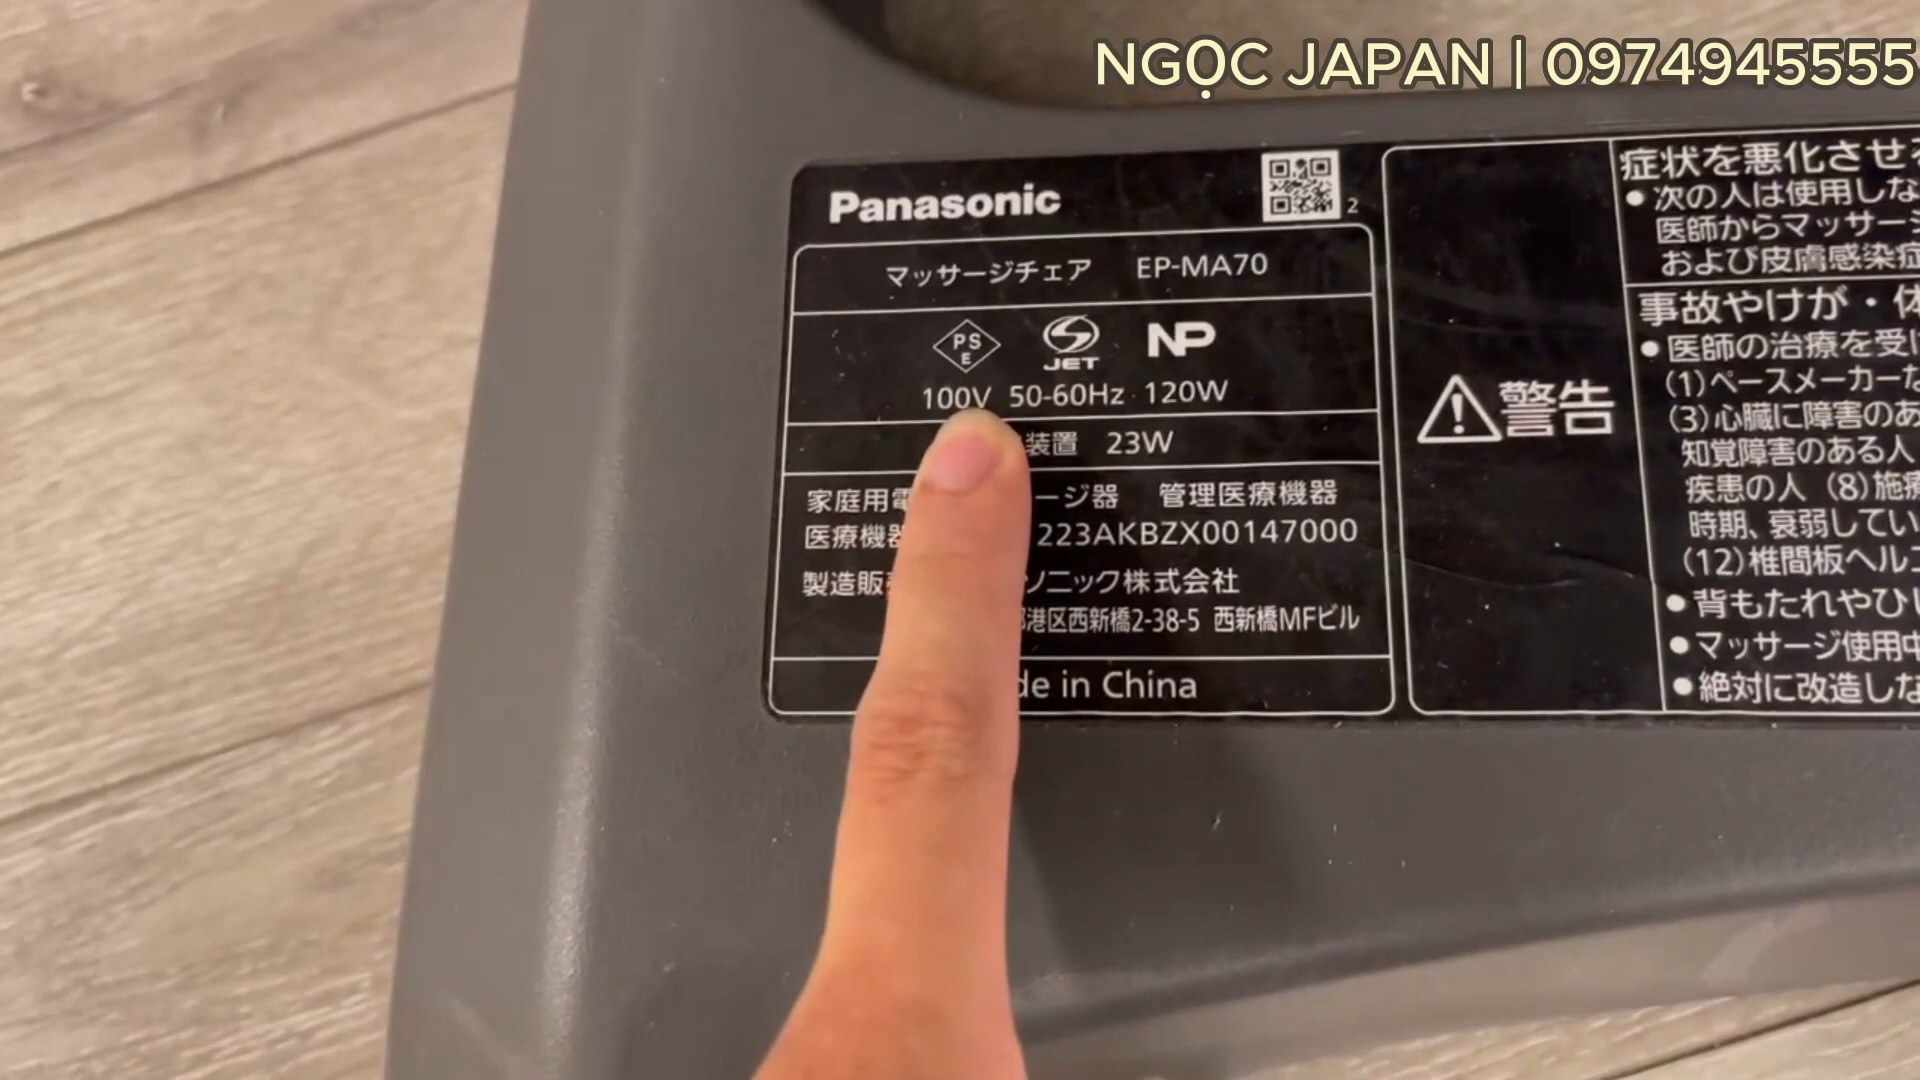 NGỌC JAPAN | 0974945555
Panasonic
2
マッサージチェア EP-MA70
PS
E
JET
NP
100V 50-60Hz 120W
装置 23W
家庭用電 ージ器 管理医療機器
医療機器 223AKBZX00147000
製造販 ソニック株式会社
港区西新橋2-38-5 西新橋MFビル
de in China
警告
症状を悪化させ
●次の人は使用しな
医師からマッサー
および皮膚感染症
事故やけが・体
●医師の治療を受け
(1)ペースメーカーな
(3)心臓に障害のあ
知覚障害のある人
疾患の人 (8)施療
時期、衰弱してい
(12)椎間板ヘル
●背もたれやひ
●マッサージ使用中
●絶対に改造しな